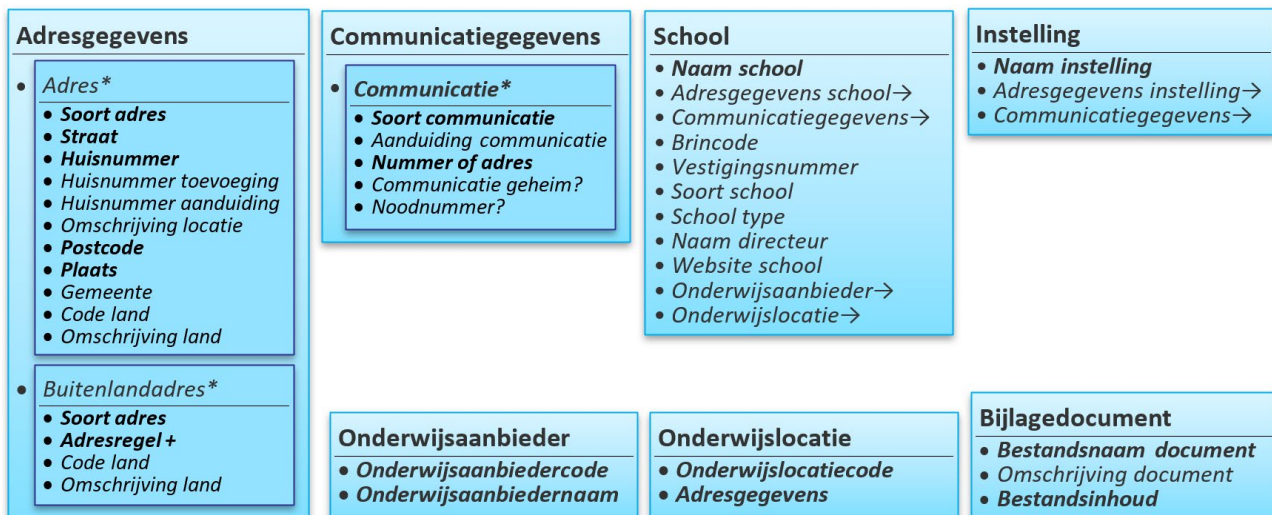 Adresgegevens
• Adres*
• Soort adres
• Straat
• Huisnummer
• Huisnummer toevoeging
• Huisnummer aanduiding
• Omschrijving locatie
• Postcode
• Plaats
• Gemeente
• Code land
• Omschrijving land
• Buitenlandadres*
• Soort adres
• Adresregel +
• Code land
• Omschrijving land
Communicatiegegevens
• Communicatie*
• Soort communicatie
• Aanduiding communicatie
• Nummer of adres
• Communicatie geheim?
• Noodnummer?
School
• Naam school
• Adresgegevens school→
• Communicatiegegevens→
• Brincode
• Vestigingsnummer
• Soort school
• School type
• Naam directeur
• Website school
• Onderwijsaanbieder→
• Onderwijslocatie→
Instelling
• Naam instelling
• Adresgegevens instelling→
• Communicatiegegevens→
Onderwijsaanbieder
• Onderwijsaanbiedercode
• Onderwijsaanbiedernaam
Onderwijslocatie
• Onderwijslocatiecode
• Adresgegevens
Bijlagedocument
• Bestandsnaam document
• Omschrijving document
• Bestandsinhoud